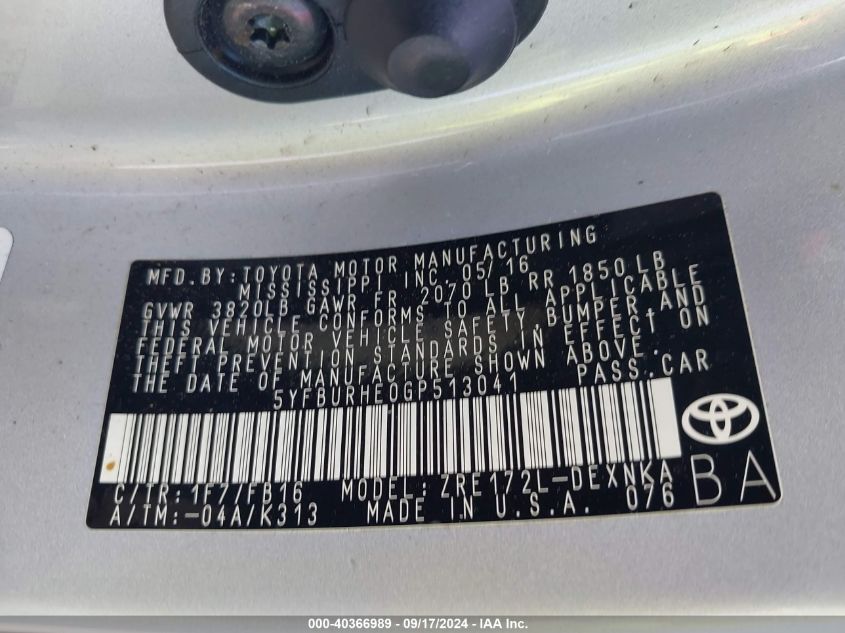 MFD.BY:TOYOTA MOTOR MANUFACTURING
MISSISSIPPI INC. 05/16
GVWR 3820LB GAWR FR 2070 LB RR 1850 LB
THIS VEHICLE CONFORMS TO ALL APPLICABLE
FEDERAL MOTOR VEHICLE SAFETY,BUMPER AND
THEFT PREVENTION STANDARDS IN EFFECT ON
THE DATE OF MANUFACTURE SHOWN ABOVE.
5YFBURHE0GP513041 PASS.CAR
C/TR:1F7/FB16 MODEL:ZRE172L-DEXNKA
A/TM:-04A/K313 MADE IN U.S.A. 076
BA
000-40366989 - 09/17/2024 - IAA Inc.